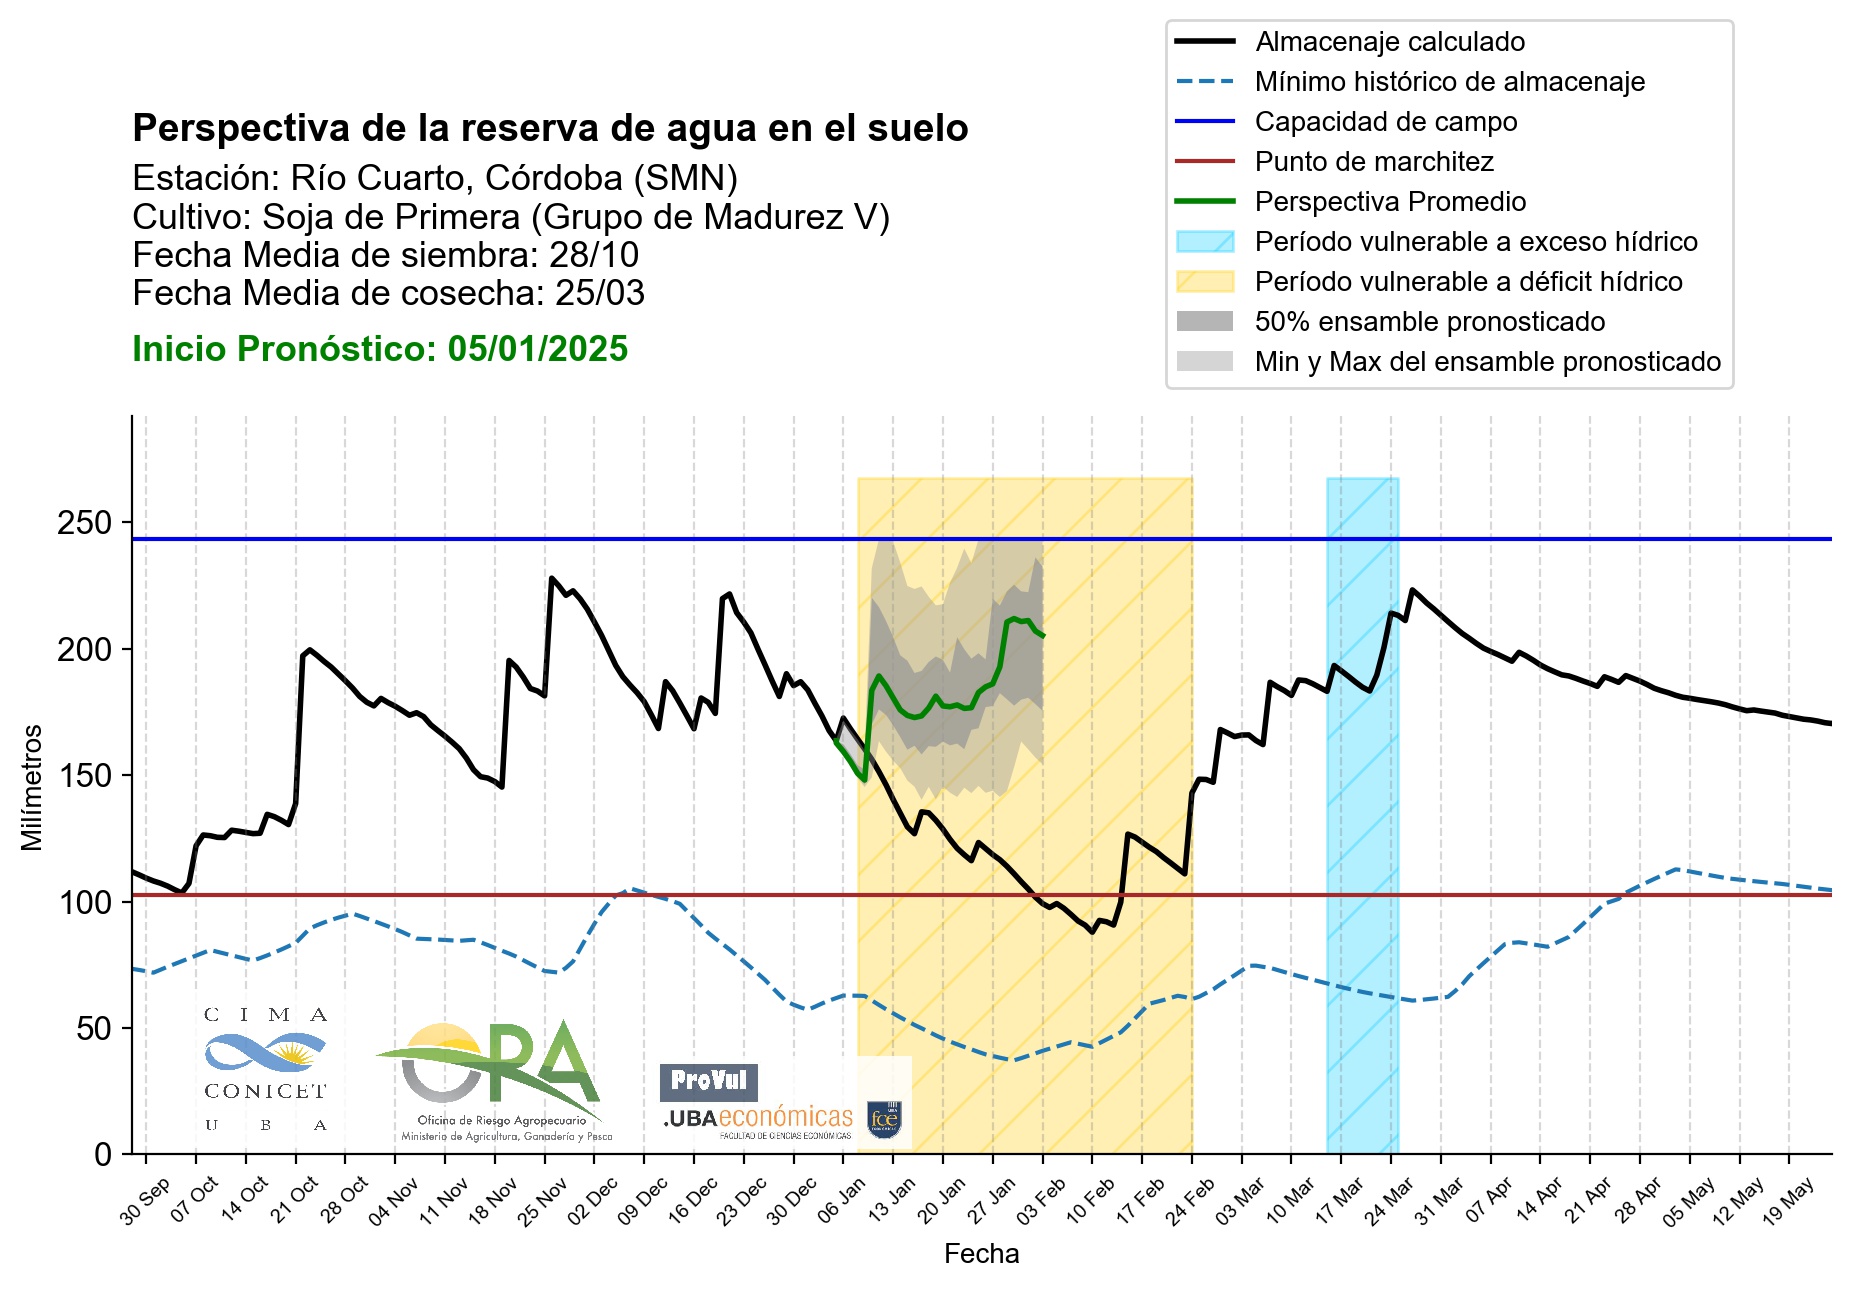 Almacenaje calculado
Mínimo histórico de almacenaje
Capacidad de campo
Punto de marchitez
Perspectiva Promedio
Período vulnerable a exceso hídrico
Período vulnerable a déficit hídrico
50% ensamble pronosticado
Min y Max del ensamble pronosticado
Perspectiva de la reserva de agua en el suelo
Estación: Río Cuarto, Córdoba (SMN)
Cultivo: Soja de Primera (Grupo de Madurez V)
Fecha Media de siembra: 28/10
Fecha Media de cosecha: 25/03
Inicio Pronóstico: 05/01/2025
Milímetros
250
200
150
100
50
0
CIMA
CONICET
UBA
ORA
Oficina de Riesgo Agropecuario
Ministerio de Agricultura, Ganadería y Pesca
ProVul
.UBAeconómicas
FACULTAD DE CIENCIAS ECONÓMICAS
fce
30 Sep
07 Oct
14 Oct
21 Oct
28 Oct
04 Nov
11 Nov
18 Nov
25 Nov
02 Dec
09 Dec
16 Dec
23 Dec
30 Dec
06 Jan
13 Jan
20 Jan
27 Jan
03 Feb
10 Feb
17 Feb
24 Feb
03 Mar
10 Mar
17 Mar
24 Mar
31 Mar
07 Apr
14 Apr
21 Apr
28 Apr
05 May
12 May
19 May
Fecha